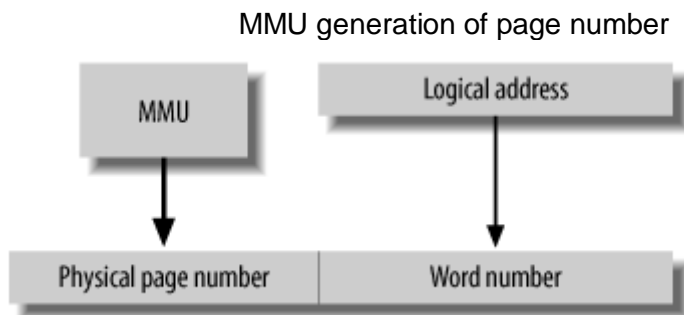 MMU generation of page number
MMU
Logical address
Physical page number
Word number